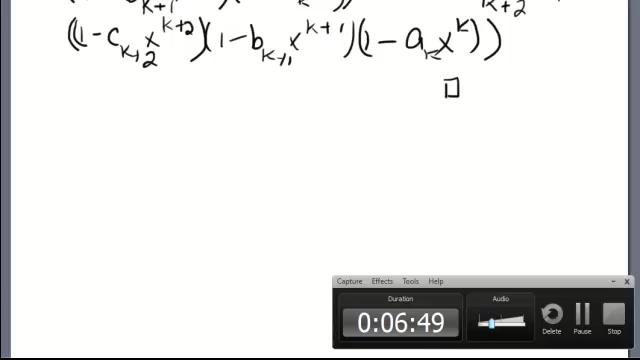 ((1 - c_{k+2} x^{k+2})(1 - b_{k+1} x^{k+1})(1 - a_k x^k))
□
Capture Effects Tools Help
Duration
Audio
0:06:49
Delete Pause Stop